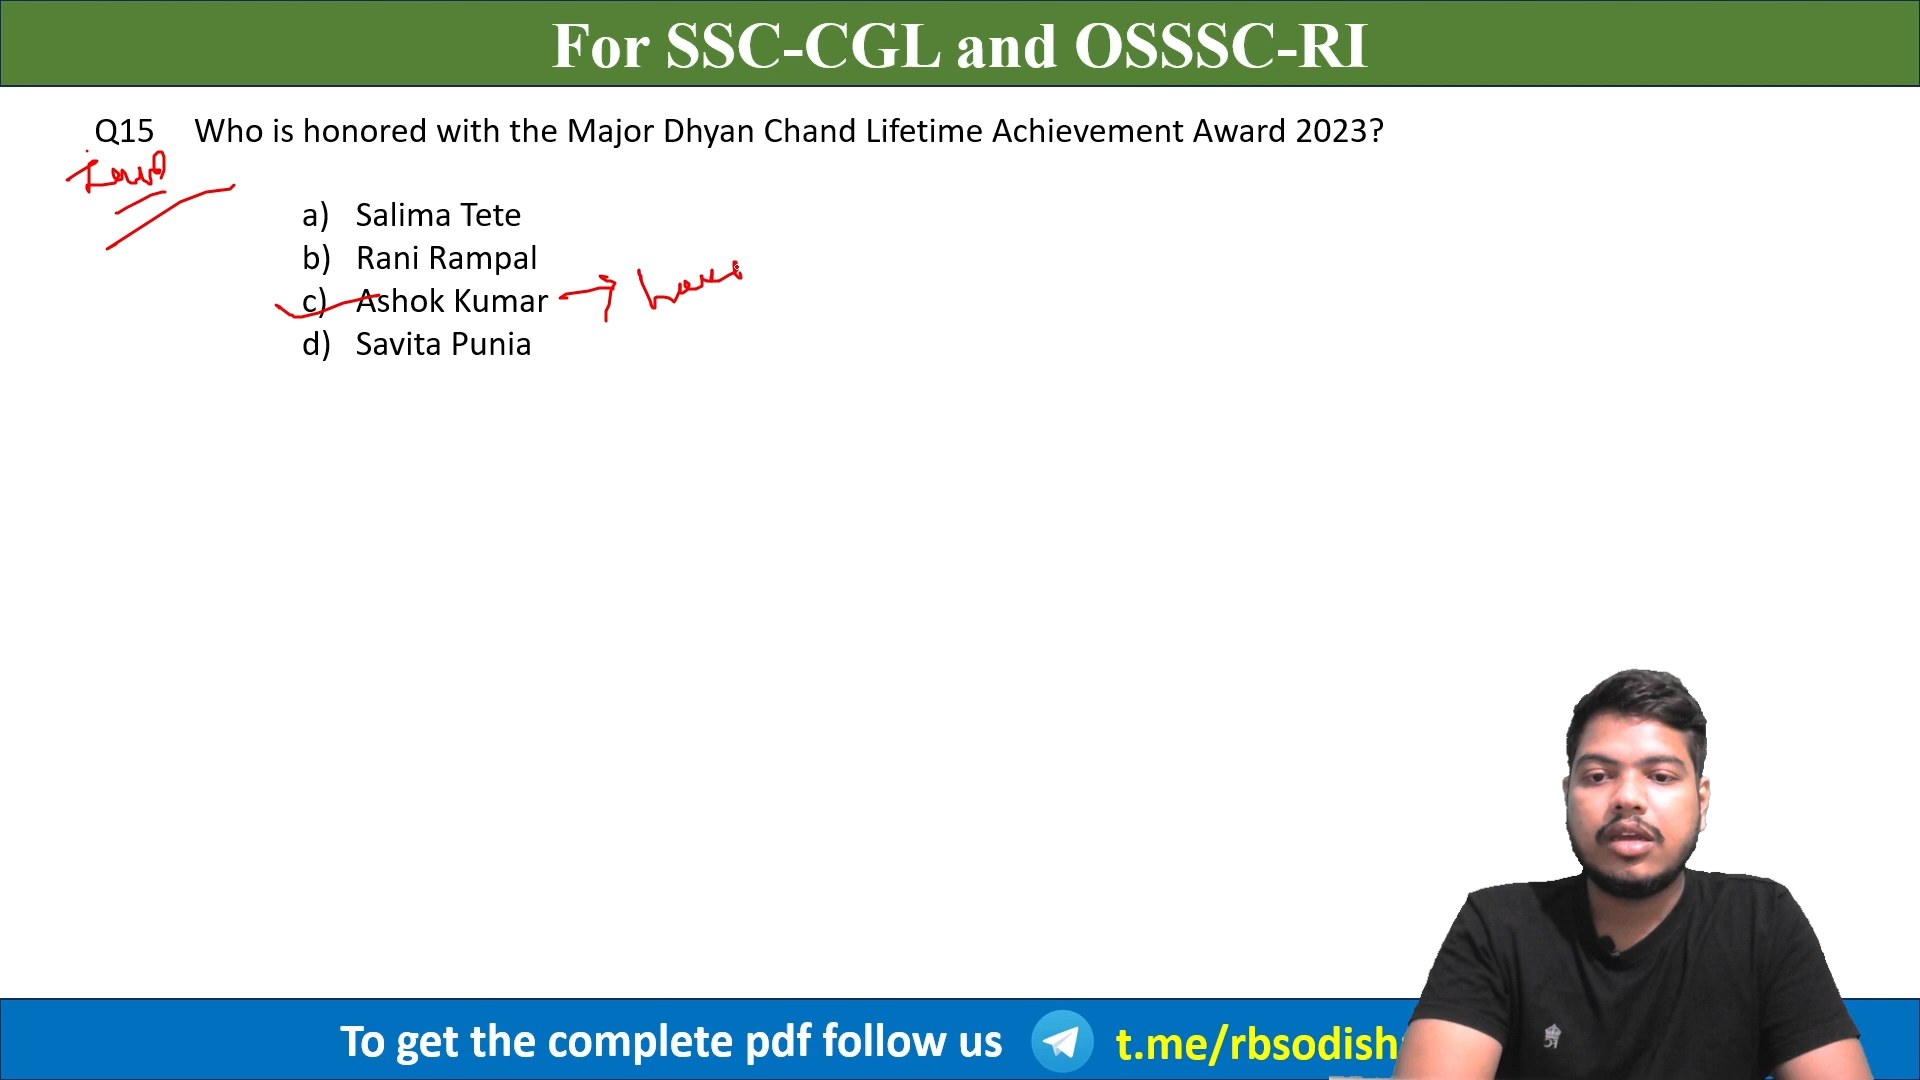 For SSC-CGL and OSSSC-RI
Q15 Who is honored with the Major Dhyan Chand Lifetime Achievement Award 2023?
a) Salima Tete
b) Rani Rampal
c) Ashok Kumar
d) Savita Punia
To get the complete pdf follow us t.me/rbsodish